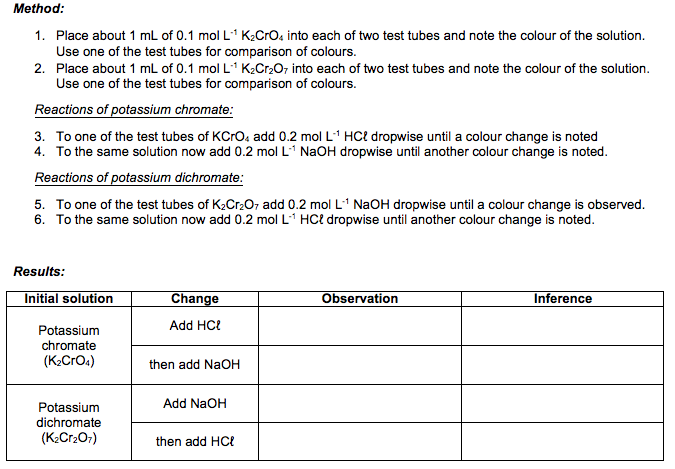 Method:
1. Place about 1 mL of 0.1 mol L⁻¹ K₂CrO₄ into each of two test tubes and note the colour of the solution.
Use one of the test tubes for comparison of colours.
2. Place about 1 mL of 0.1 mol L⁻¹ K₂Cr₂O₇ into each of two test tubes and note the colour of the solution.
Use one of the test tubes for comparison of colours.
Reactions of potassium chromate:
3. To one of the test tubes of KCrO₄ add 0.2 mol L⁻¹ HCℓ dropwise until a colour change is noted
4. To the same solution now add 0.2 mol L⁻¹ NaOH dropwise until another colour change is noted.
Reactions of potassium dichromate:
5. To one of the test tubes of K₂Cr₂O₇ add 0.2 mol L⁻¹ NaOH dropwise until a colour change is observed.
6. To the same solution now add 0.2 mol L⁻¹ HCℓ dropwise until another colour change is noted.
Results:
Initial solution Change Observation Inference
Potassium
chromate
(K₂CrO₄)
Add HCℓ
then add NaOH
Potassium
dichromate
(K₂Cr₂O₇)
Add NaOH
then add HCℓ